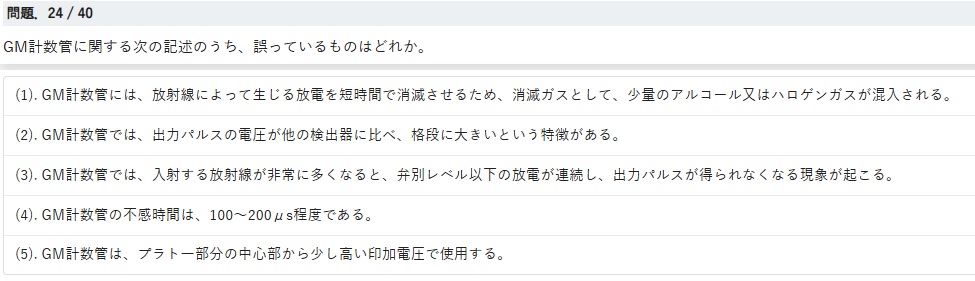 問題．24 / 40
GM計数管に関する次の記述のうち、誤っているものはどれか。
(1). GM計数管には、放射線によって生じる放電を短時間で消滅させるため、消滅ガスとして、少量のアルコール又はハロゲンガスが混入される。
(2). GM計数管では、出力パルスの電圧が他の検出器に比べ、格段に大きいという特徴がある。
(3). GM計数管では、入射する放射線が非常に多くなると、弁別レベル以下の放電が連続し、出力パルスが得られなくなる現象が起こる。
(4). GM計数管の不感時間は、100〜200μs程度である。
(5). GM計数管は、プラトー部分の中心部から少し高い印加電圧で使用する。